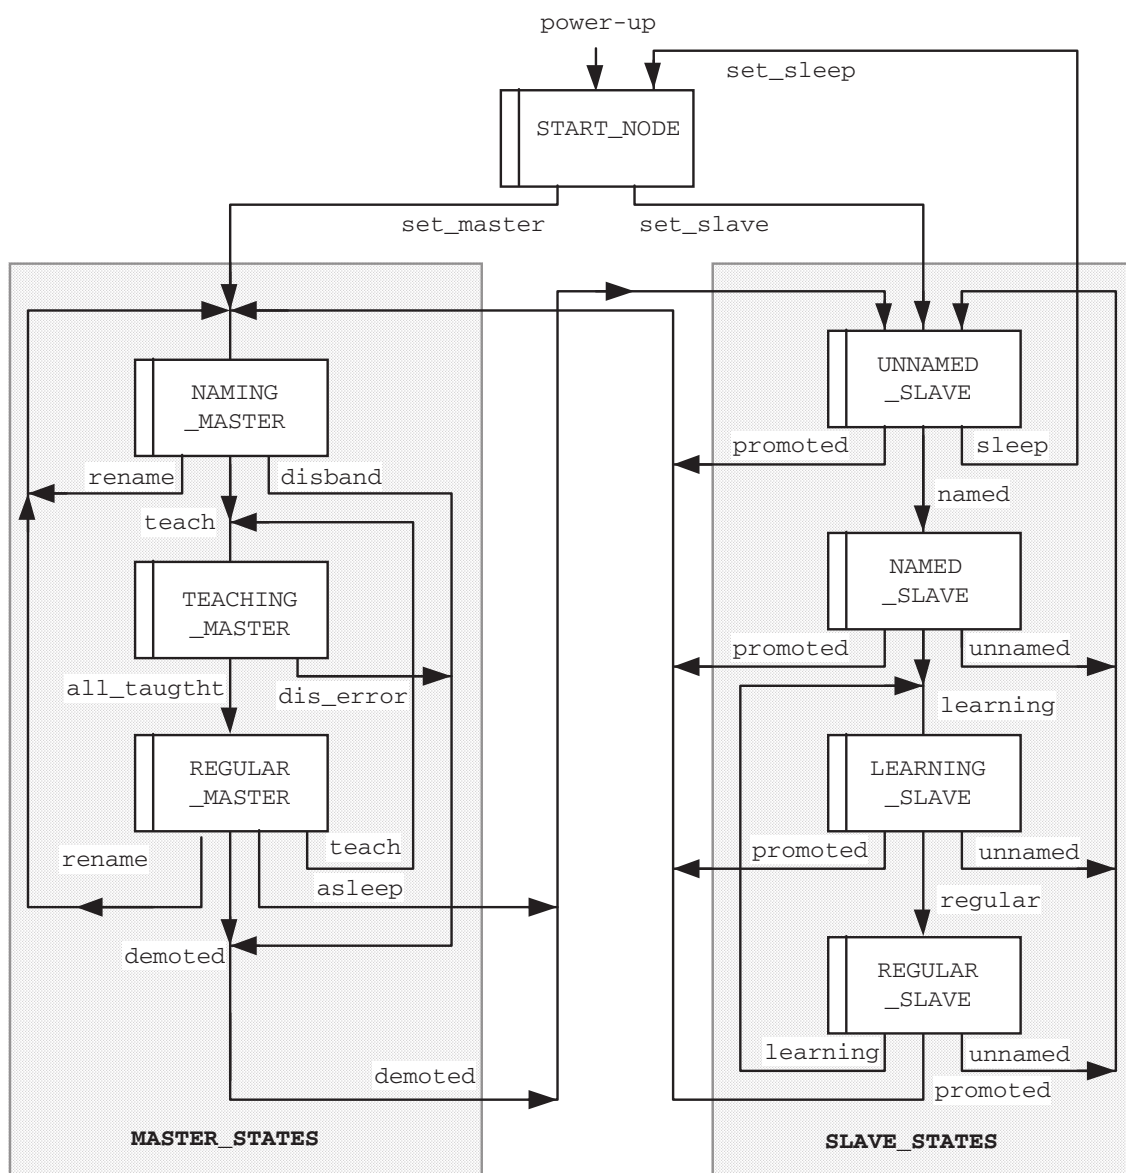 power-up
set_sleep
START_NODE
set_master
set_slave
NAMING
_MASTER
UNNAMED
_SLAVE
rename
disband
promoted
sleep
teach
named
TEACHING
_MASTER
NAMED
_SLAVE
promoted
unnamed
all_taugtht
dis_error
learning
REGULAR
_MASTER
LEARNING
_SLAVE
rename
teach
promoted
unnamed
asleep
regular
demoted
REGULAR
_SLAVE
demoted
learning
unnamed
promoted
MASTER_STATES
SLAVE_STATES